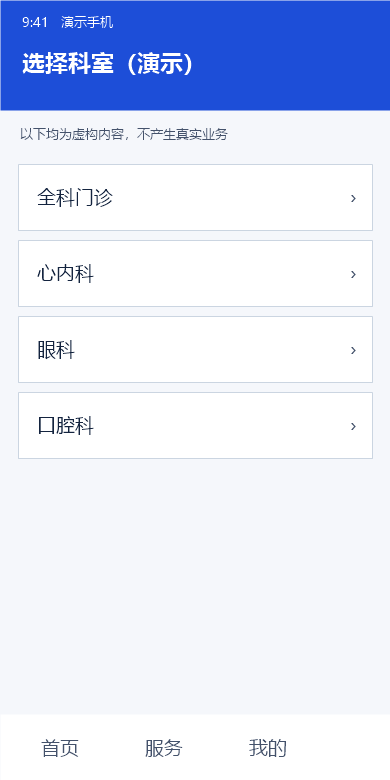 9:41 演示手机
选择科室（演示）
以下均为虚构内容，不产生真实业务
全科门诊 ›
心内科 ›
眼科 ›
口腔科 ›
首页 服务 我的